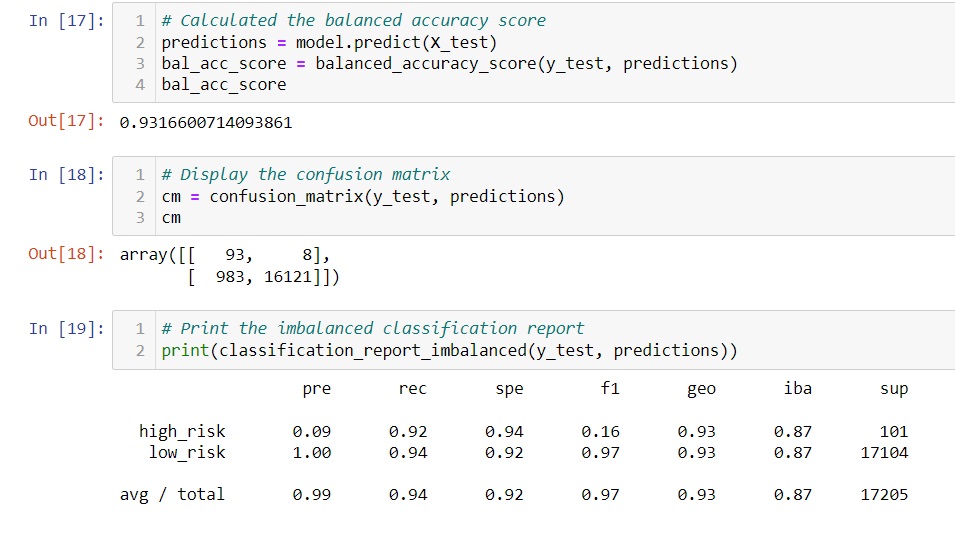 In [17]: 1 # Calculated the balanced accuracy score
2 predictions = model.predict(X_test)
3 bal_acc_score = balanced_accuracy_score(y_test, predictions)
4 bal_acc_score
Out[17]: 0.9316600714093861
In [18]: 1 # Display the confusion matrix
2 cm = confusion_matrix(y_test, predictions)
3 cm
Out[18]: array([[   93,     8],
       [  983, 16121]])
In [19]: 1 # Print the imbalanced classification report
2 print(classification_report_imbalanced(y_test, predictions))
pre rec spe f1 geo iba sup
high_risk 0.09 0.92 0.94 0.16 0.93 0.87 101
low_risk 1.00 0.94 0.92 0.97 0.93 0.87 17104
avg / total 0.99 0.94 0.92 0.97 0.93 0.87 17205